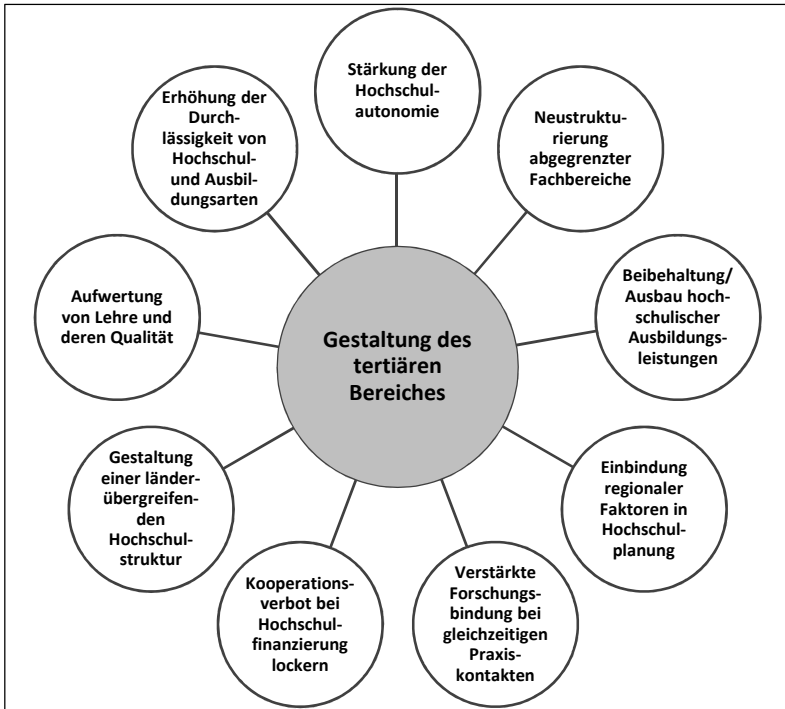 Stärkung der
Hochschul-
autonomie
Neustruktu-
rierung
abgegrenzter
Fachbereiche
Beibehaltung/
Ausbau hoch-
schulischer
Ausbildungs-
leistungen
Einbindung
regionaler
Faktoren in
Hochschul-
planung
Verstärkte
Forschungs-
bindung bei
gleichzeitigen
Praxis-
kontakten
Kooperations-
verbot bei
Hochschul-
finanzierung
lockern
Gestaltung
einer länder-
übergreifen-
den
Hochschul-
struktur
Aufwertung
von Lehre und
deren Qualität
Erhöhung der
Durch-
lässigkeit von
Hochschul-
und Ausbil-
dungsarten
Gestaltung des
tertiären
Bereiches